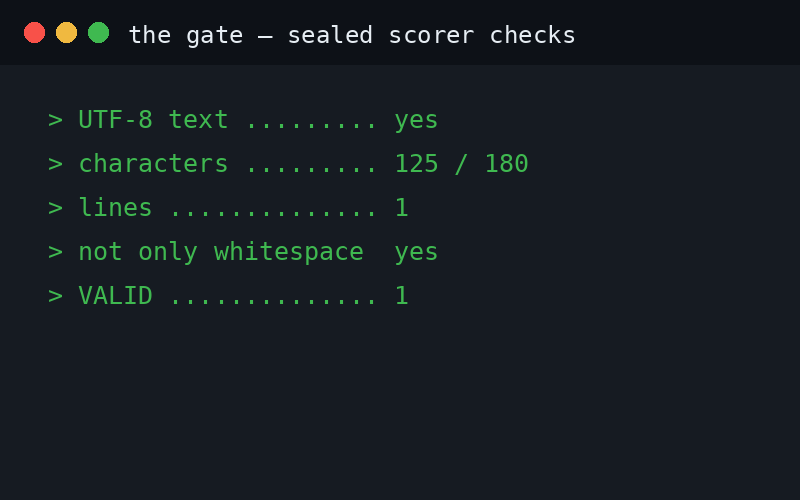 the gate — sealed scorer checks
> UTF-8 text ......... yes
> characters ......... 125 / 180
> lines .............. 1
> not only whitespace  yes
> VALID .............. 1